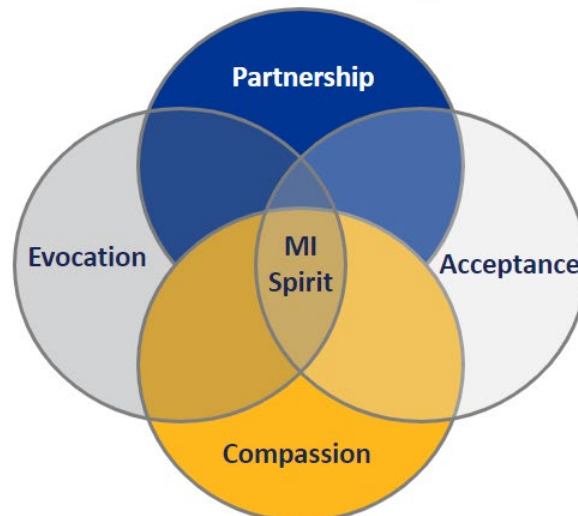 Partnership
Evocation
MI
Spirit
Acceptance
Compassion